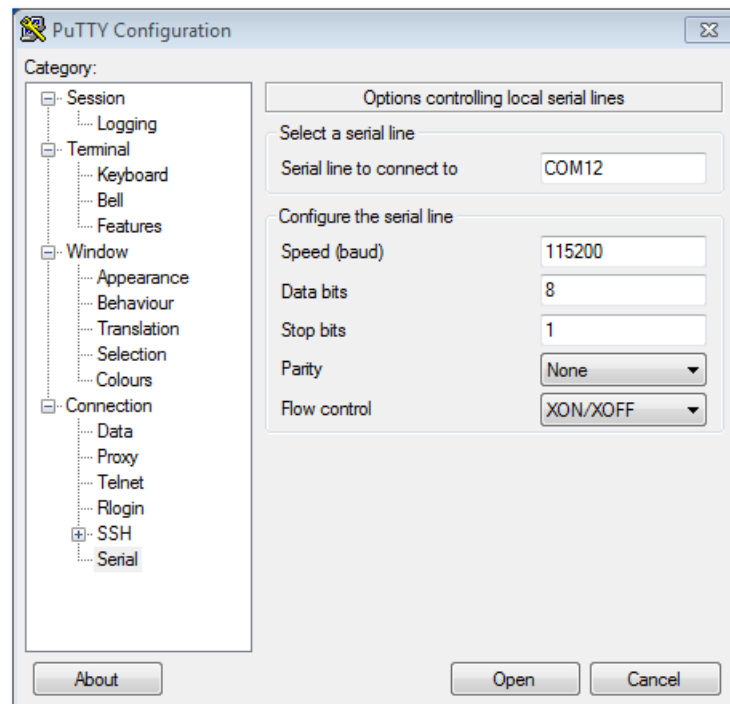 PuTTY Configuration
Category:
Session
Logging
Terminal
Keyboard
Bell
Features
Window
Appearance
Behaviour
Translation
Selection
Colours
Connection
Data
Proxy
Telnet
Rlogin
SSH
Serial
Options controlling local serial lines
Select a serial line
Serial line to connect to COM12
Configure the serial line
Speed (baud) 115200
Data bits 8
Stop bits 1
Parity None
Flow control XON/XOFF
About Open Cancel